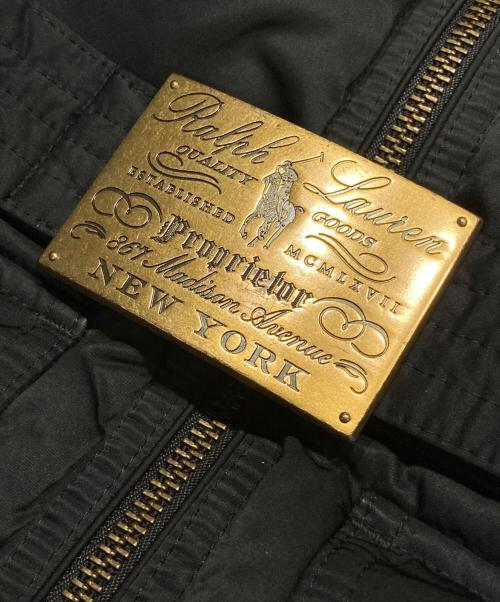 Ralph Lauren
QUALITY GOODS
ESTABLISHED MCMLXVII
Proprietor
867 Madison Avenue
NEW YORK